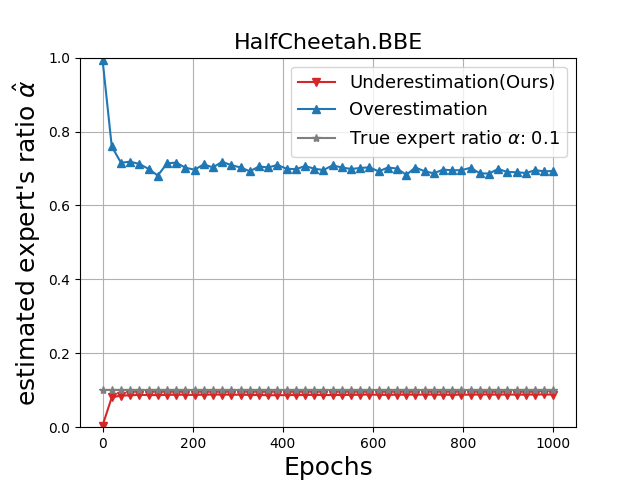 HalfCheetah.BBE
estimated expert's ratio α̂
1.0
0.8
0.6
0.4
0.2
0.0
Underestimation(Ours)
Overestimation
True expert ratio α: 0.1
0 200 400 600 800 1000
Epochs